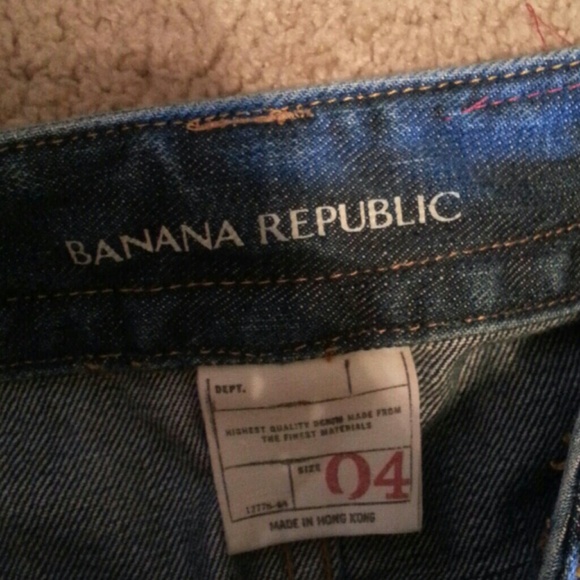 BANANA REPUBLIC
DEPT.
HIGHEST QUALITY DENIM MADE FROM
THE FINEST MATERIALS
SIZE 04
MADE IN HONG KONG